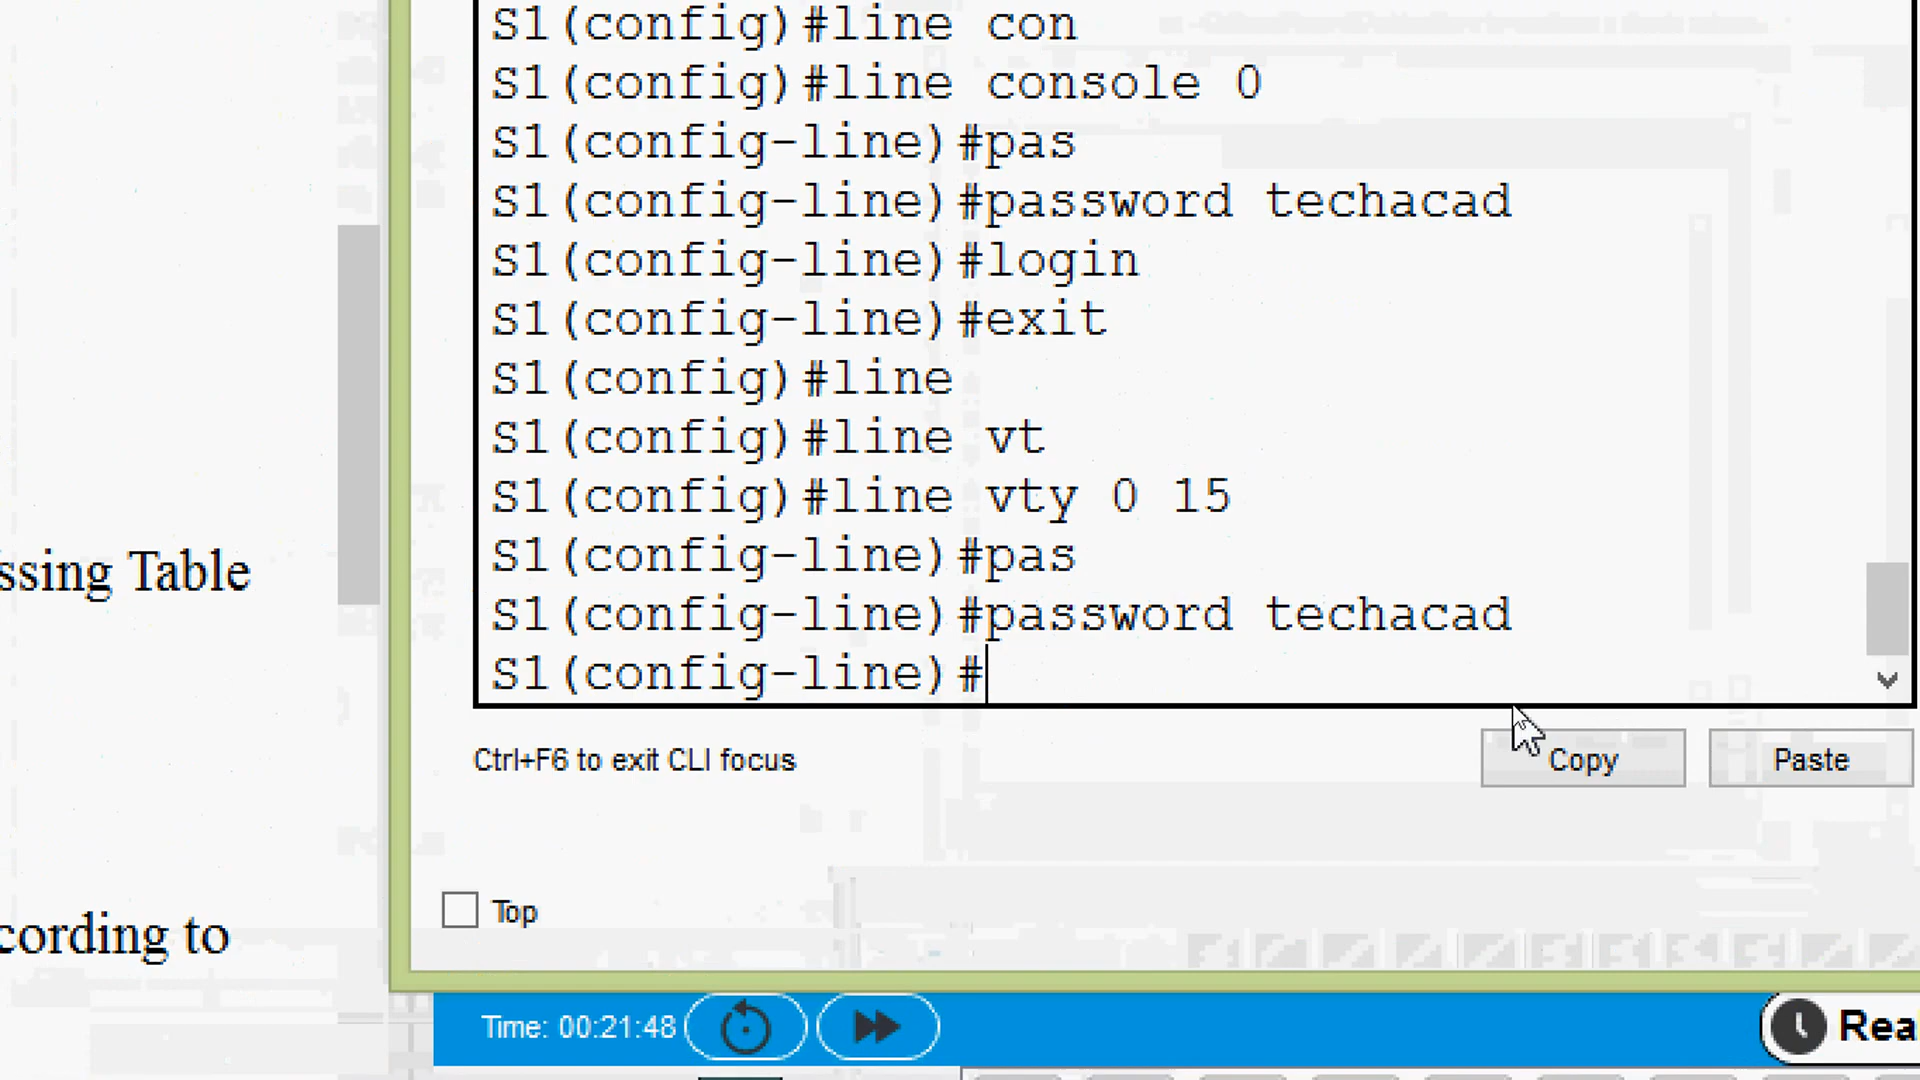 S1(config)#line con
S1(config)#line console 0
S1(config-line)#pas
S1(config-line)#password techacad
S1(config-line)#login
S1(config-line)#exit
S1(config)#line
S1(config)#line vt
S1(config)#line vty 0 15
S1(config-line)#pas
S1(config-line)#password techacad
S1(config-line)#
ssing Table
cording to
Ctrl+F6 to exit CLI focus
Copy
Paste
Top
Time: 00:21:48
Rea